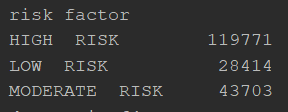 risk factor
HIGH  RISK         119771
LOW  RISK           28414
MODERATE  RISK      43703